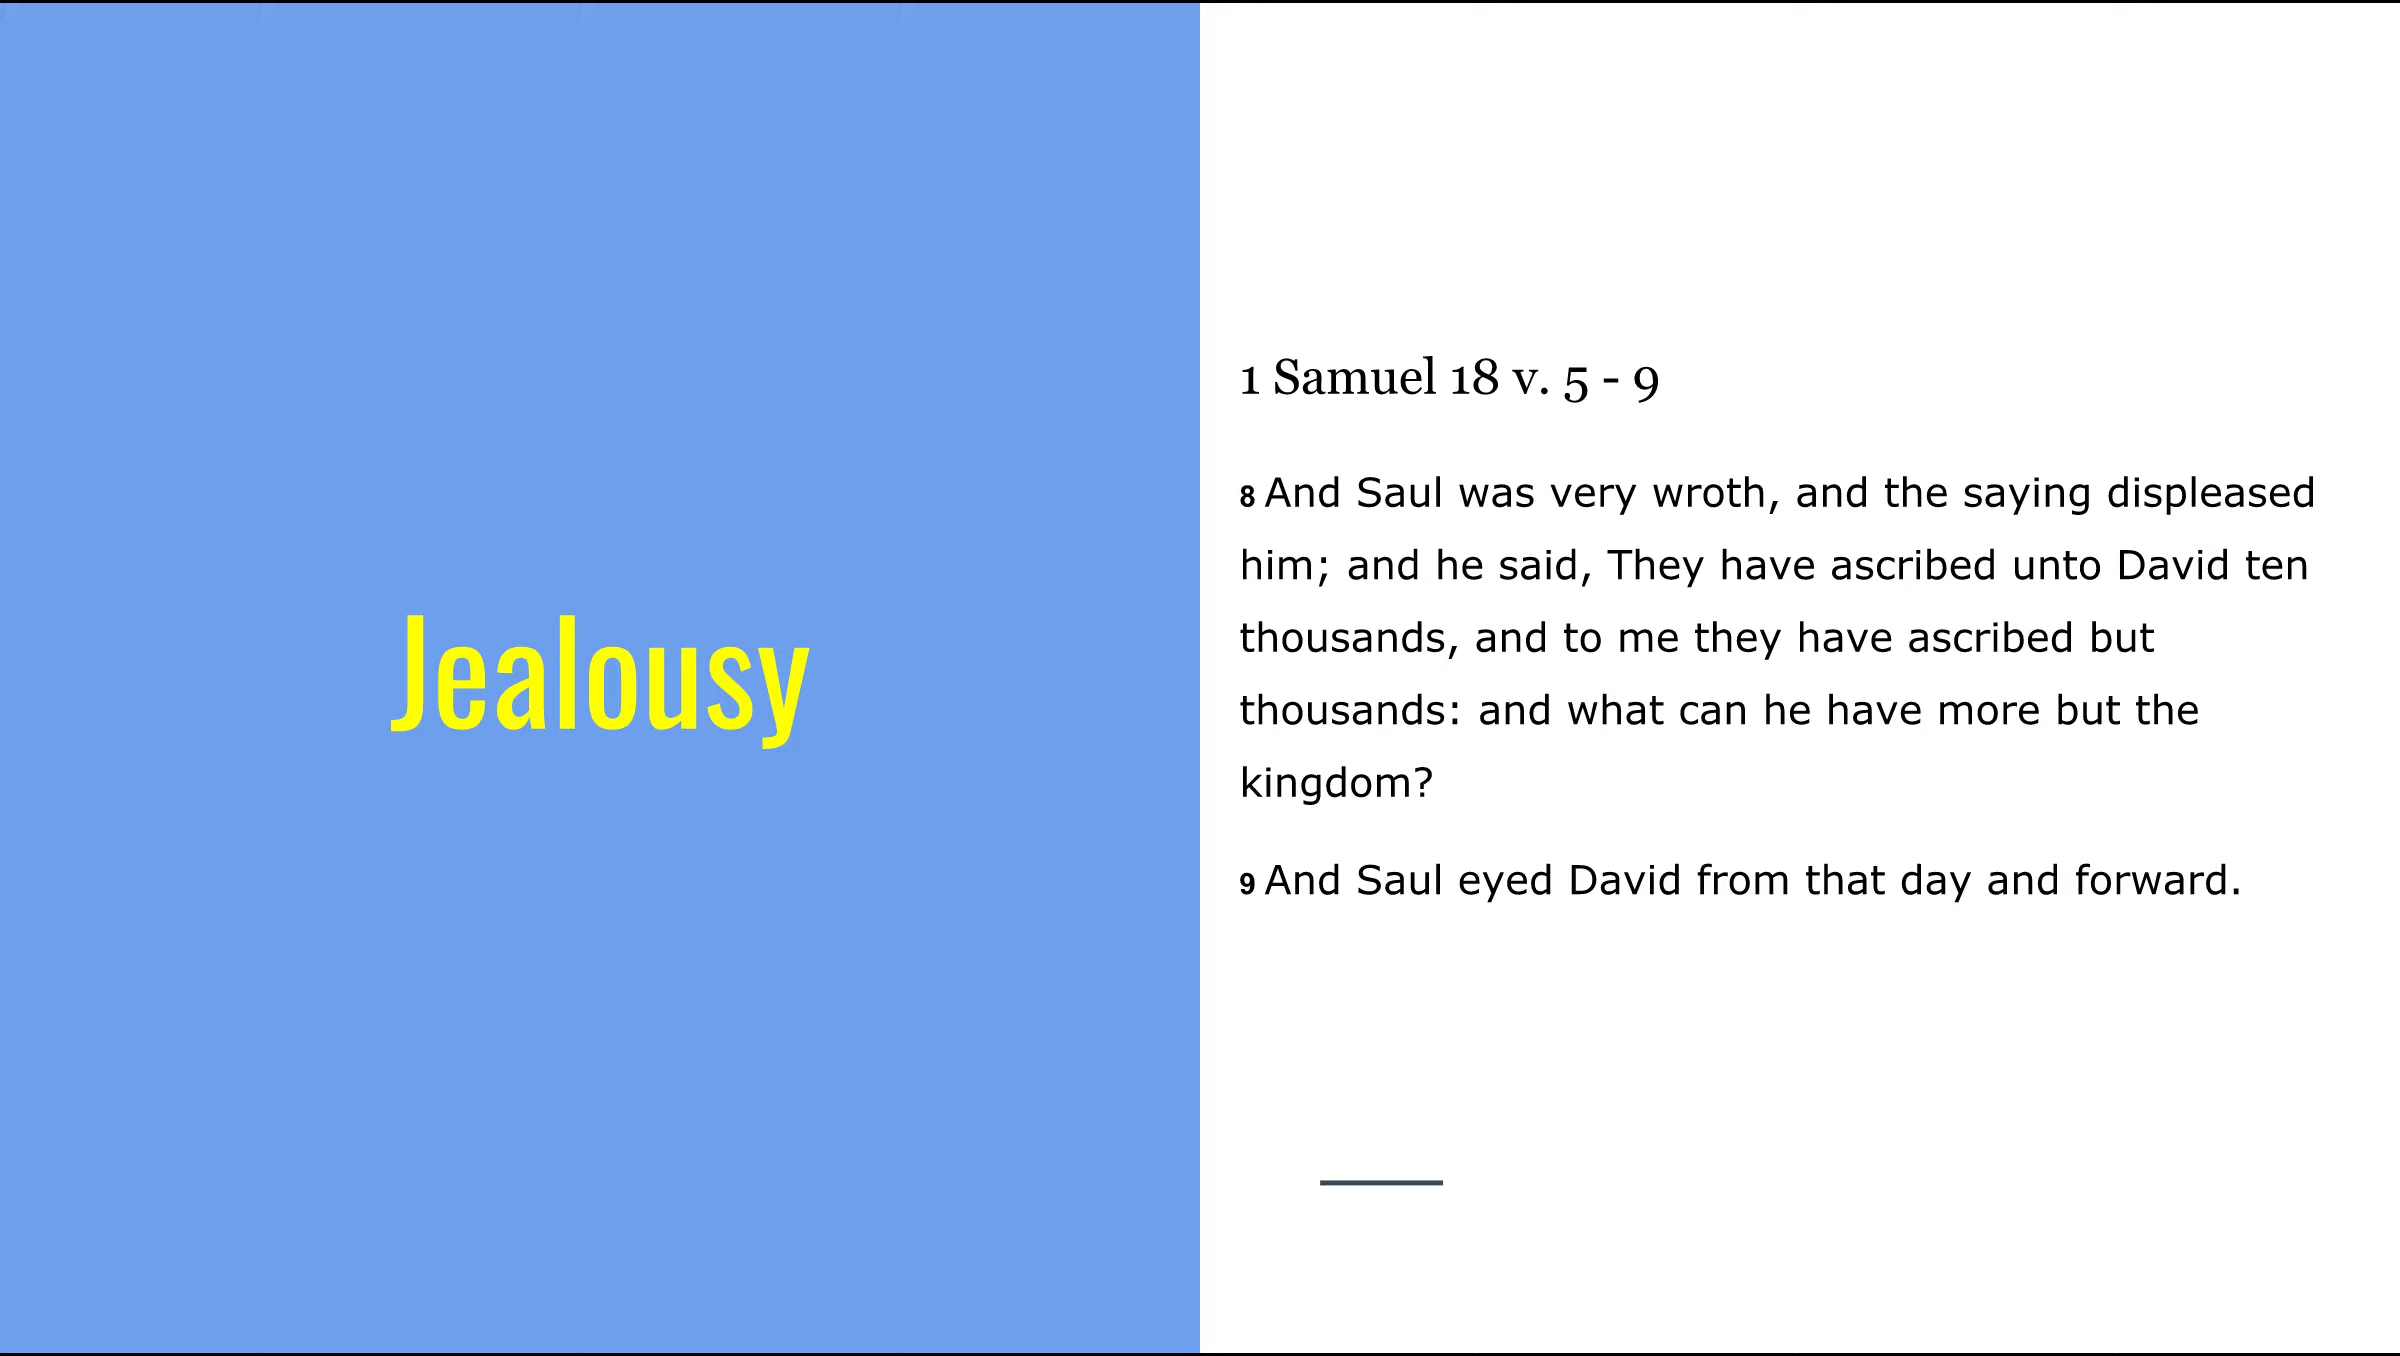 Jealousy
1 Samuel 18 v. 5 - 9
8 And Saul was very wroth, and the saying displeased
him; and he said, They have ascribed unto David ten
thousands, and to me they have ascribed but
thousands: and what can he have more but the
kingdom?
9 And Saul eyed David from that day and forward.